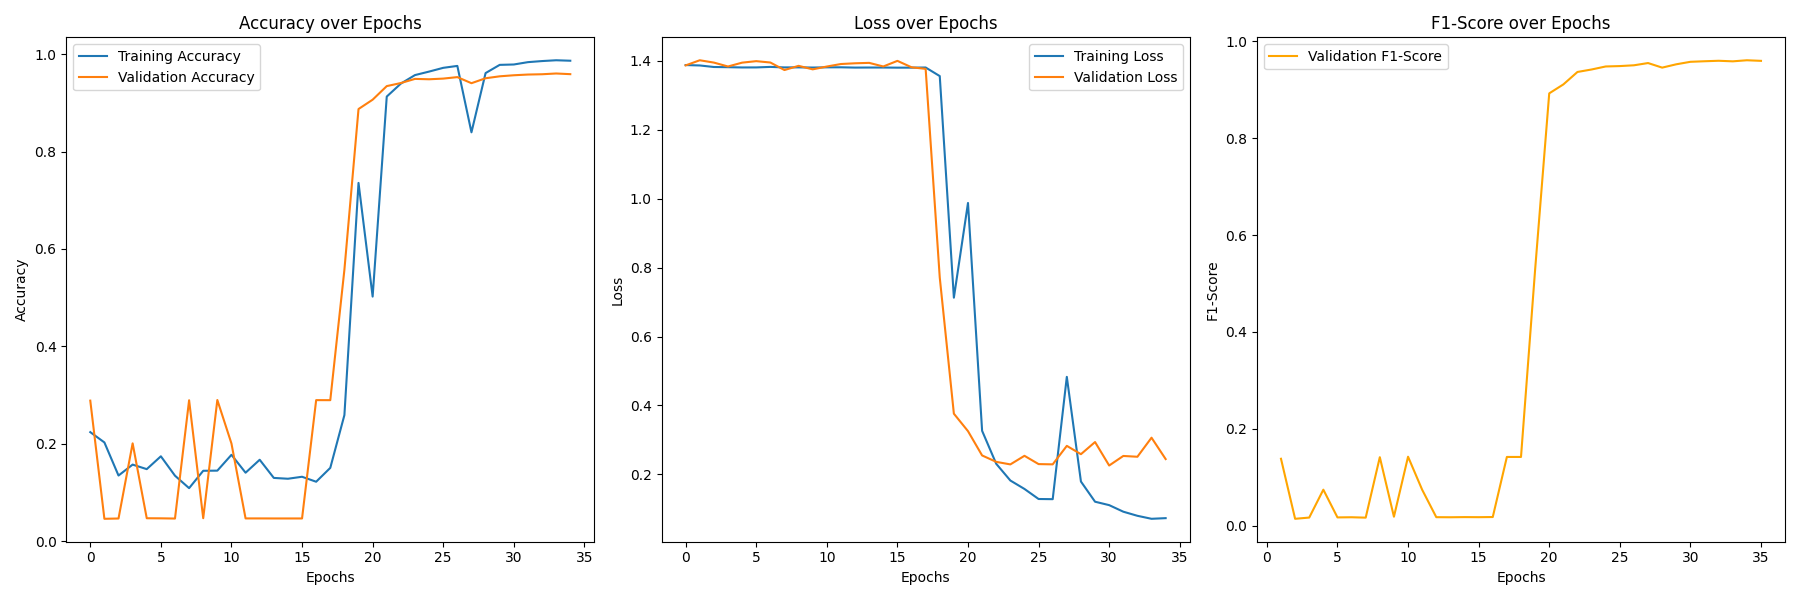 Accuracy over Epochs
Training Accuracy
Validation Accuracy
1.0
0.8
0.6
0.4
0.2
0.0
Accuracy
0 5 10 15 20 25 30 35
Epochs
Loss over Epochs
Training Loss
Validation Loss
1.4
1.2
1.0
0.8
0.6
0.4
0.2
Loss
0 5 10 15 20 25 30 35
Epochs
F1-Score over Epochs
Validation F1-Score
1.0
0.8
0.6
0.4
0.2
0.0
F1-Score
0 5 10 15 20 25 30 35
Epochs